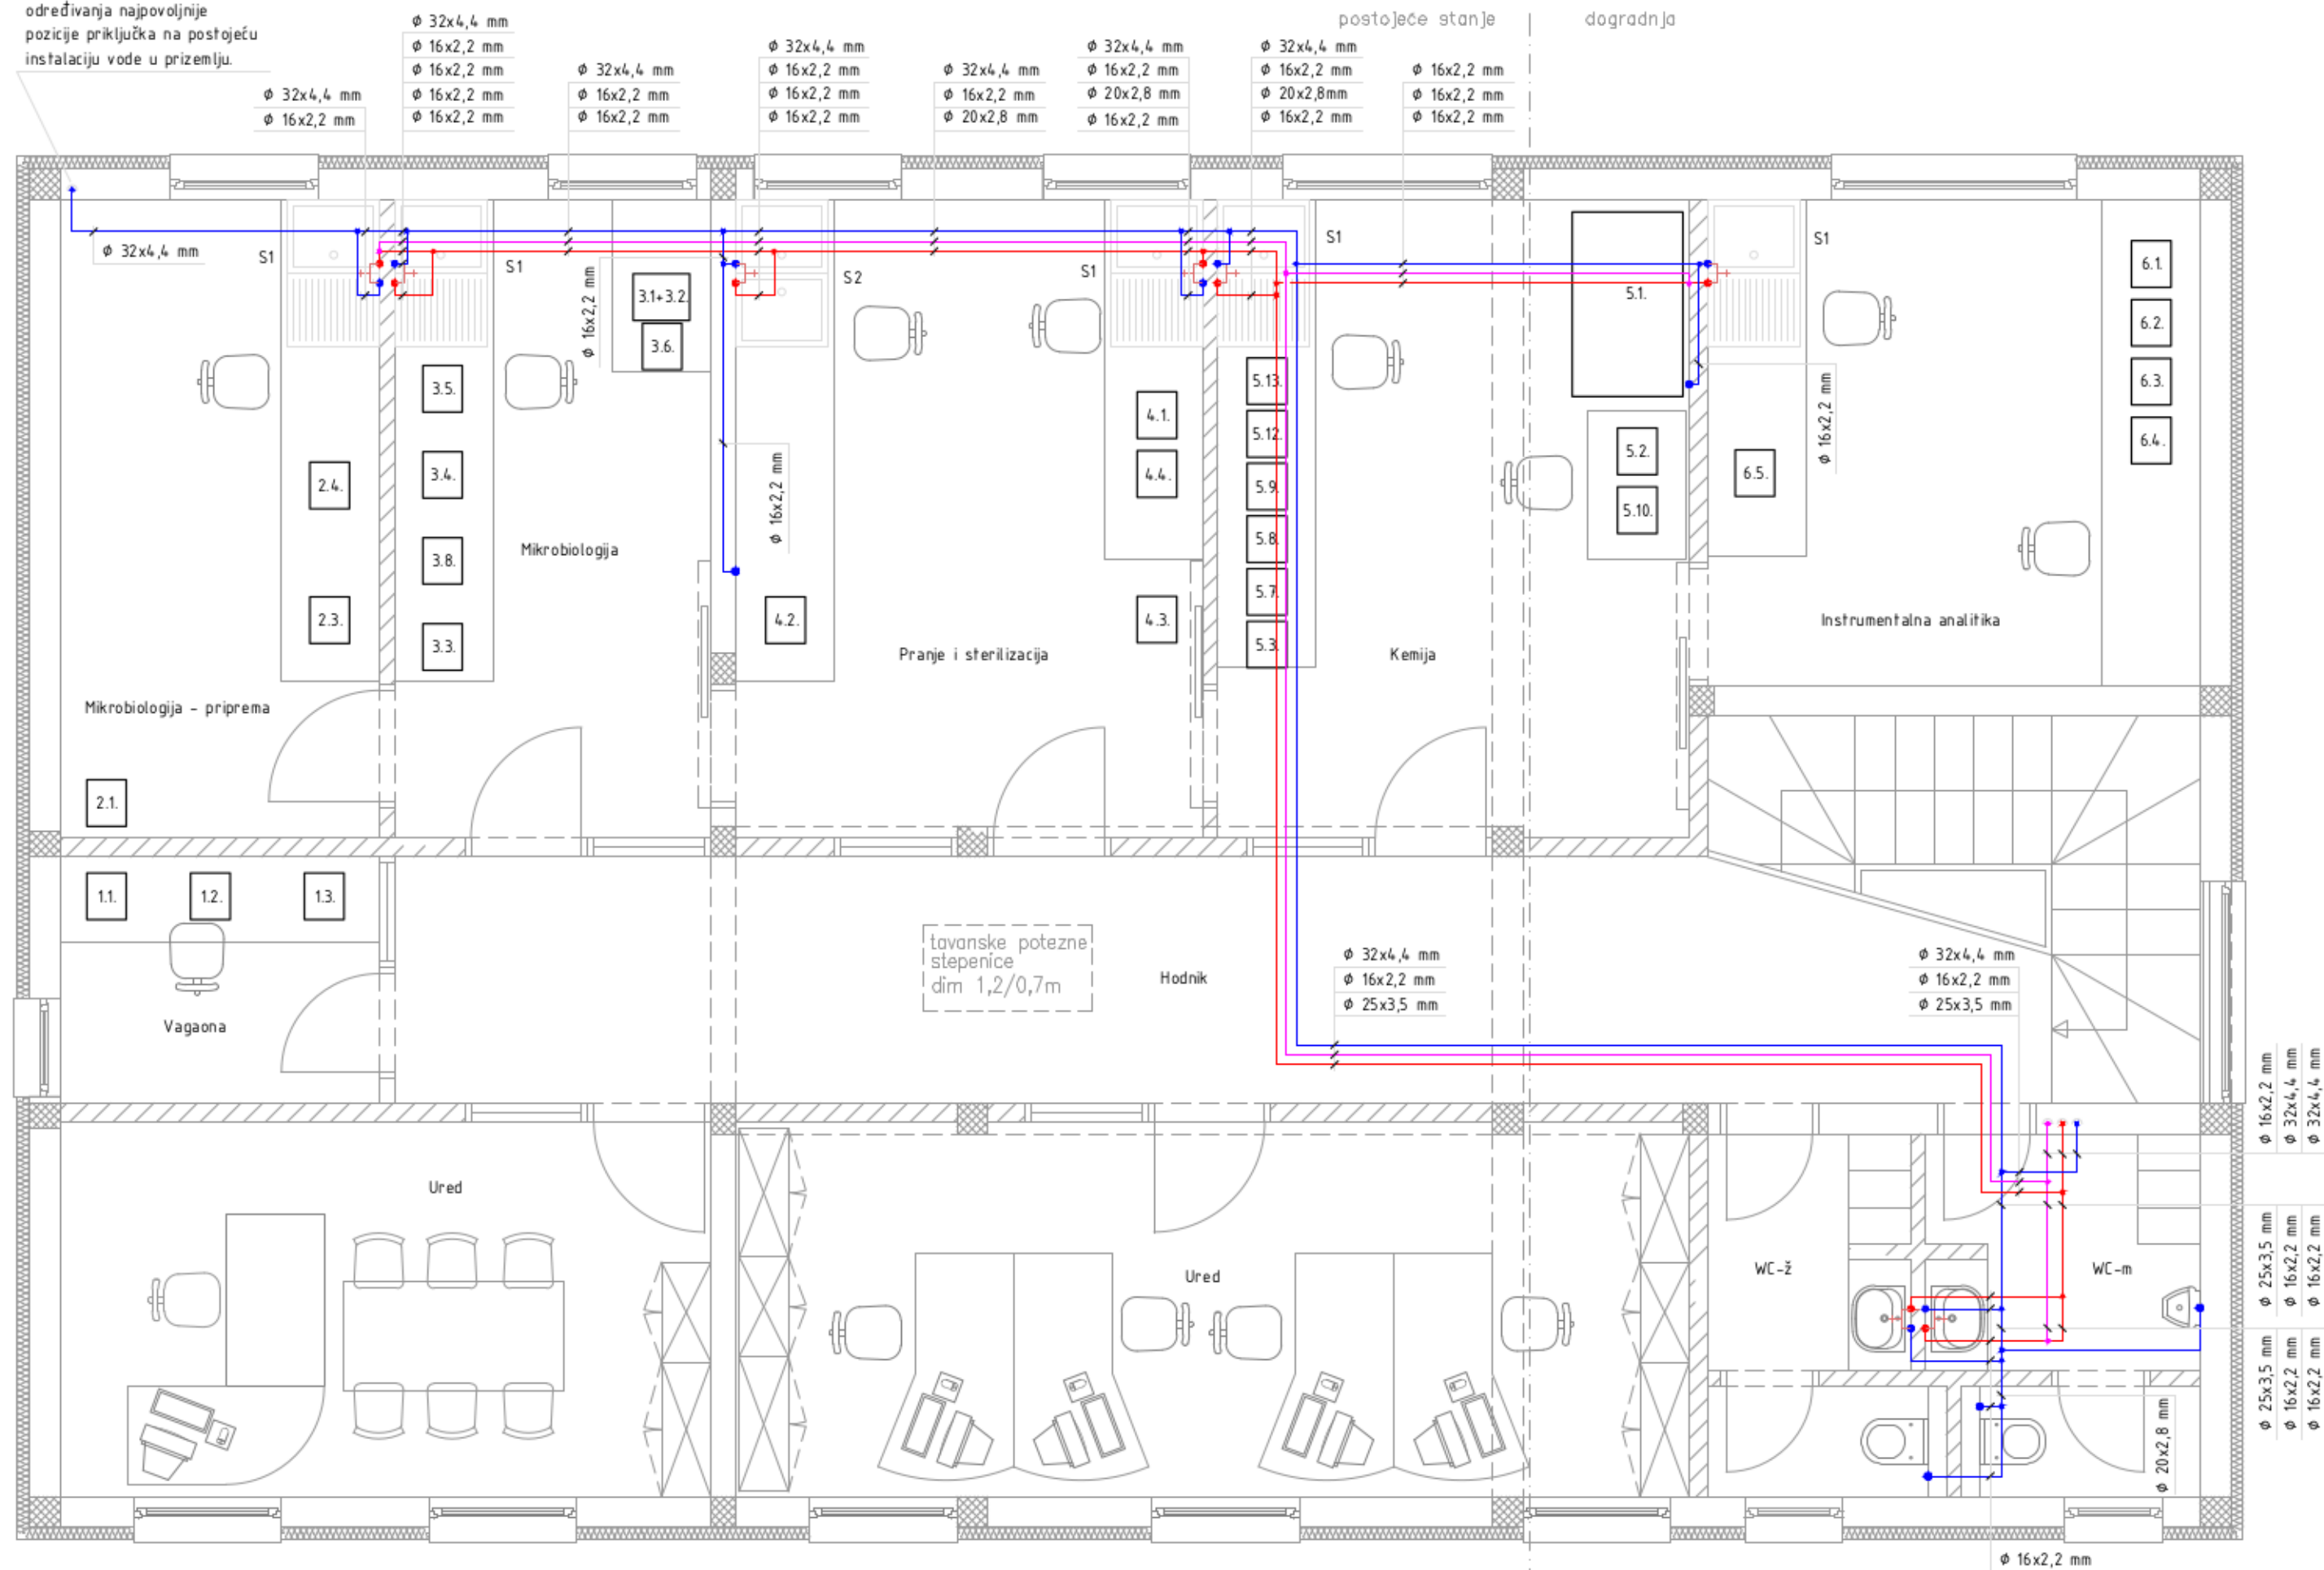 određivanja najpovoljnije
pozicije priključka na postojeću
instalaciju vode u prizemlju.
postojeće stanje
dogradnja
Ø 32x4,4 mm
Ø 16x2,2 mm
Ø 32x4,4 mm
Ø 16x2,2 mm
Ø 16x2,2 mm
Ø 16x2,2 mm
Ø 16x2,2 mm
Ø 32x4,4 mm
Ø 16x2,2 mm
Ø 16x2,2 mm
Ø 32x4,4 mm
Ø 16x2,2 mm
Ø 16x2,2 mm
Ø 16x2,2 mm
Ø 32x4,4 mm
Ø 16x2,2 mm
Ø 20x2,8 mm
Ø 32x4,4 mm
Ø 16x2,2 mm
Ø 20x2,8 mm
Ø 16x2,2 mm
Ø 32x4,4 mm
Ø 16x2,2 mm
Ø 20x2,8mm
Ø 16x2,2 mm
Ø 16x2,2 mm
Ø 16x2,2 mm
Ø 16x2,2 mm
Ø 32x4,4 mm
S1
S1
Ø 16x2,2 mm
3.1+3.2.
3.6.
S2
S1
S1
5.1.
S1
6.1.
6.2.
6.3.
6.4.
3.5.
3.4.
3.8.
3.3.
2.4.
2.3.
Mikrobiologija
Ø 16x2,2 mm
4.2.
4.1.
4.4.
4.3.
5.13.
5.12.
5.9.
5.8.
5.7.
5.3.
5.2.
5.10.
6.5.
Ø 16x2,2 mm
Instrumentalna analitika
Pranje i sterilizacija
Kemija
Mikrobiologija - priprema
2.1.
1.1.
1.2.
1.3.
Vagaona
tavanske potezne
stepenice
dim 1,2/0,7m
Hodnik
Ø 32x4,4 mm
Ø 16x2,2 mm
Ø 25x3,5 mm
Ø 32x4,4 mm
Ø 16x2,2 mm
Ø 25x3,5 mm
Ø 16x2,2 mm
Ø 32x4,4 mm
Ø 32x4,4 mm
Ured
Ured
WC-ž
WC-m
Ø 25x3,5 mm
Ø 16x2,2 mm
Ø 16x2,2 mm
Ø 25x3,5 mm
Ø 16x2,2 mm
Ø 16x2,2 mm
Ø 20x2,8 mm
Ø 16x2,2 mm